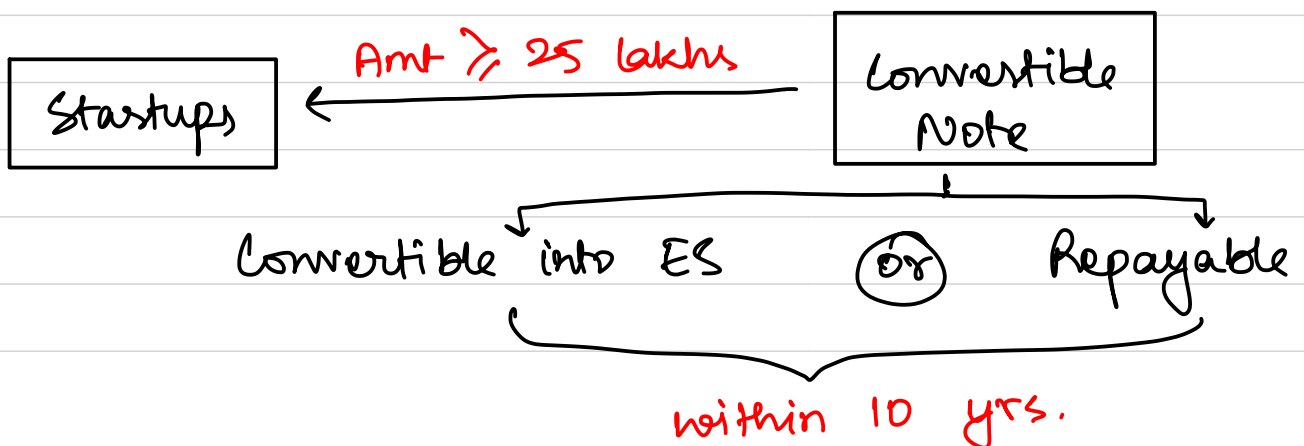 Amt ⩾ 25 lakhs
Startups
Convertible
Note
Convertible into ES or Repayable
within 10 yrs.